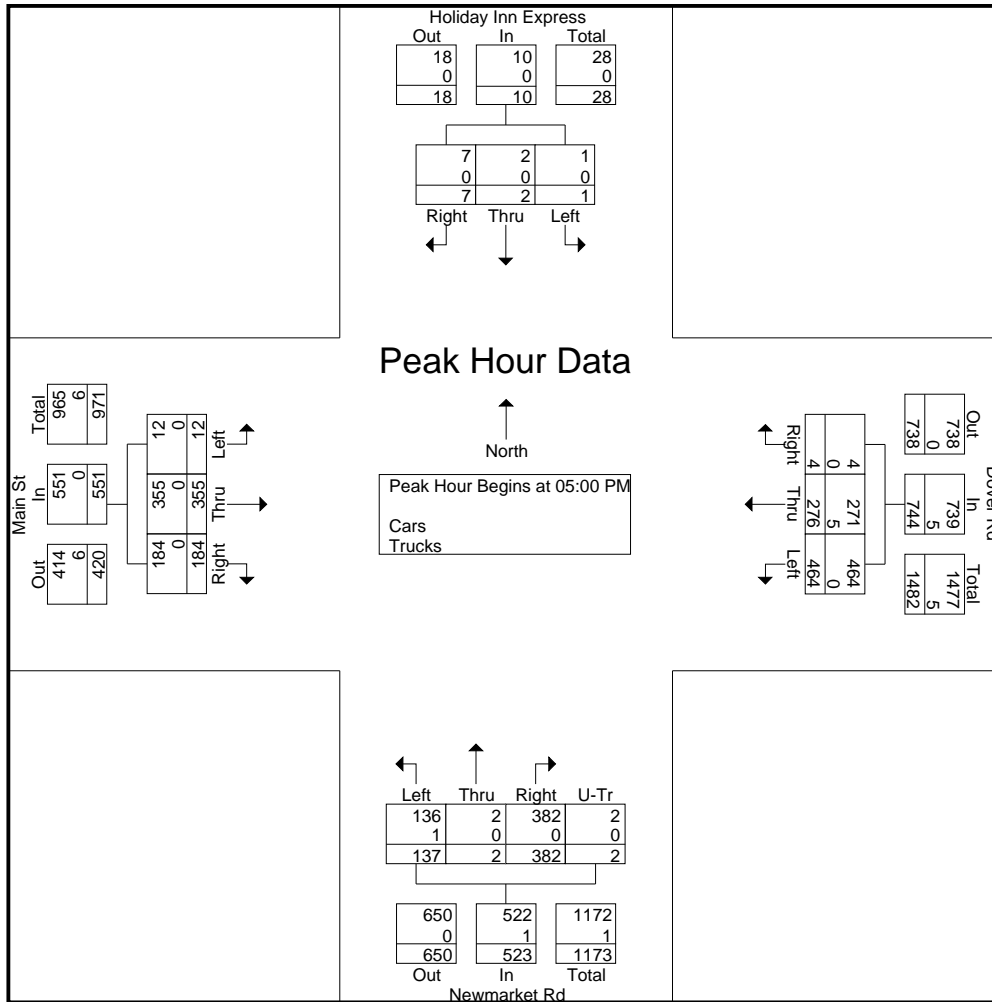 Holiday Inn Express
Out In Total
18 10 28
0 0 0
18 10 28
7 2 1
0 0 0
7 2 1
Right Thru Left
Peak Hour Data
North
Peak Hour Begins at 05:00 PM
Cars
Trucks
Main St
Out In Total
414 551 965
6 0 6
420 551 971
12 355 184
0 0 0
12 355 184
Left Thru Right
Dover Rd
Out In Total
738 739 1477
0 5 5
738 744 1482
4 271 464
0 5 0
4 276 464
Right Thru Left
Left Thru Right U-Tr
136 2 382 2
1 0 0 0
137 2 382 2
650 522 1172
0 1 1
650 523 1173
Out In Total
Newmarket Rd